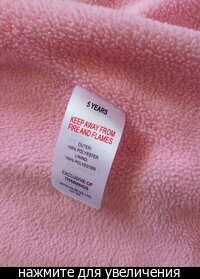 5 YEARS
KEEP AWAY FROM
FIRE AND FLAMES
OUTER:
100% POLYESTER
LINING:
100% POLYESTER
EXCLUSIVE OF
TRIMMINGS
нажмите для увеличения